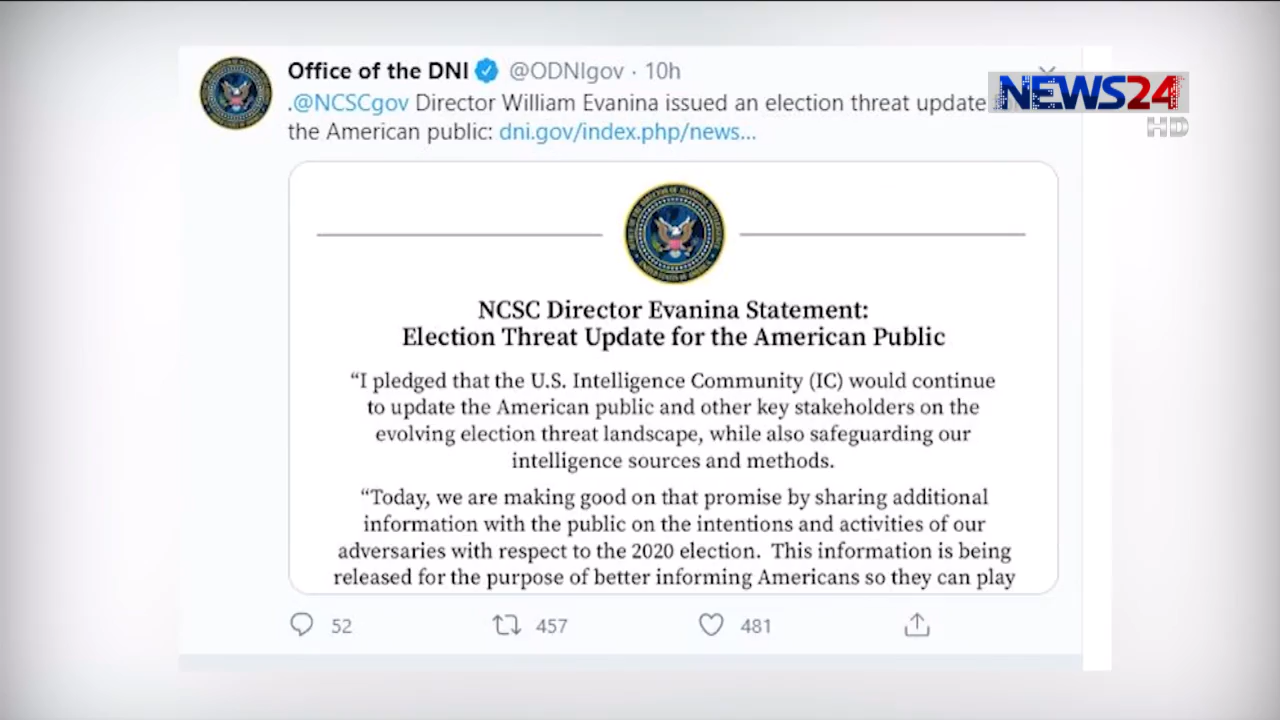 Office of the DNI @ODNIgov · 10h
NEWS24
HD
.@NCSCgov Director William Evanina issued an election threat update
the American public: dni.gov/index.php/news...
NCSC Director Evanina Statement:
Election Threat Update for the American Public
“I pledged that the U.S. Intelligence Community (IC) would continue
to update the American public and other key stakeholders on the
evolving election threat landscape, while also safeguarding our
intelligence sources and methods.
“Today, we are making good on that promise by sharing additional
information with the public on the intentions and activities of our
adversaries with respect to the 2020 election. This information is being
released for the purpose of better informing Americans so they can play
52 457 481